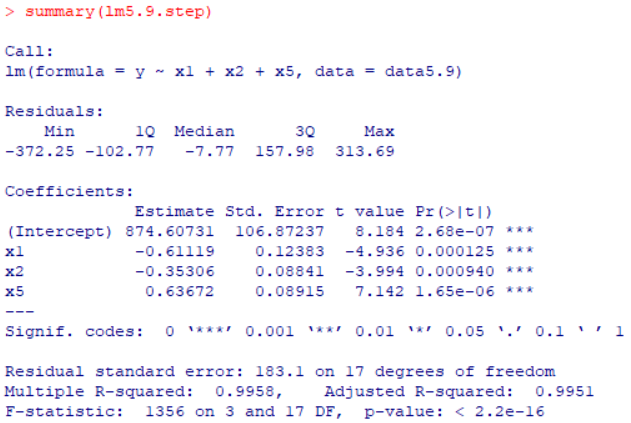 > summary(lm5.9.step)
Call:
lm(formula = y ~ x1 + x2 + x5, data = data5.9)
Residuals:
    Min      1Q  Median      3Q     Max
-372.25 -102.77   -7.77  157.98  313.69
Coefficients:
             Estimate Std. Error t value Pr(>|t|)
(Intercept) 874.60731  106.87237   8.184 2.68e-07 ***
x1           -0.61119    0.12383  -4.936 0.000125 ***
x2           -0.35306    0.08841  -3.994 0.000940 ***
x5            0.63672    0.08915   7.142 1.65e-06 ***
---
Signif. codes:  0 ‘***’ 0.001 ‘**’ 0.01 ‘*’ 0.05 ‘.’ 0.1 ‘ ’ 1
Residual standard error: 183.1 on 17 degrees of freedom
Multiple R-squared:  0.9958,    Adjusted R-squared:  0.9951
F-statistic:  1356 on 3 and 17 DF,  p-value: < 2.2e-16